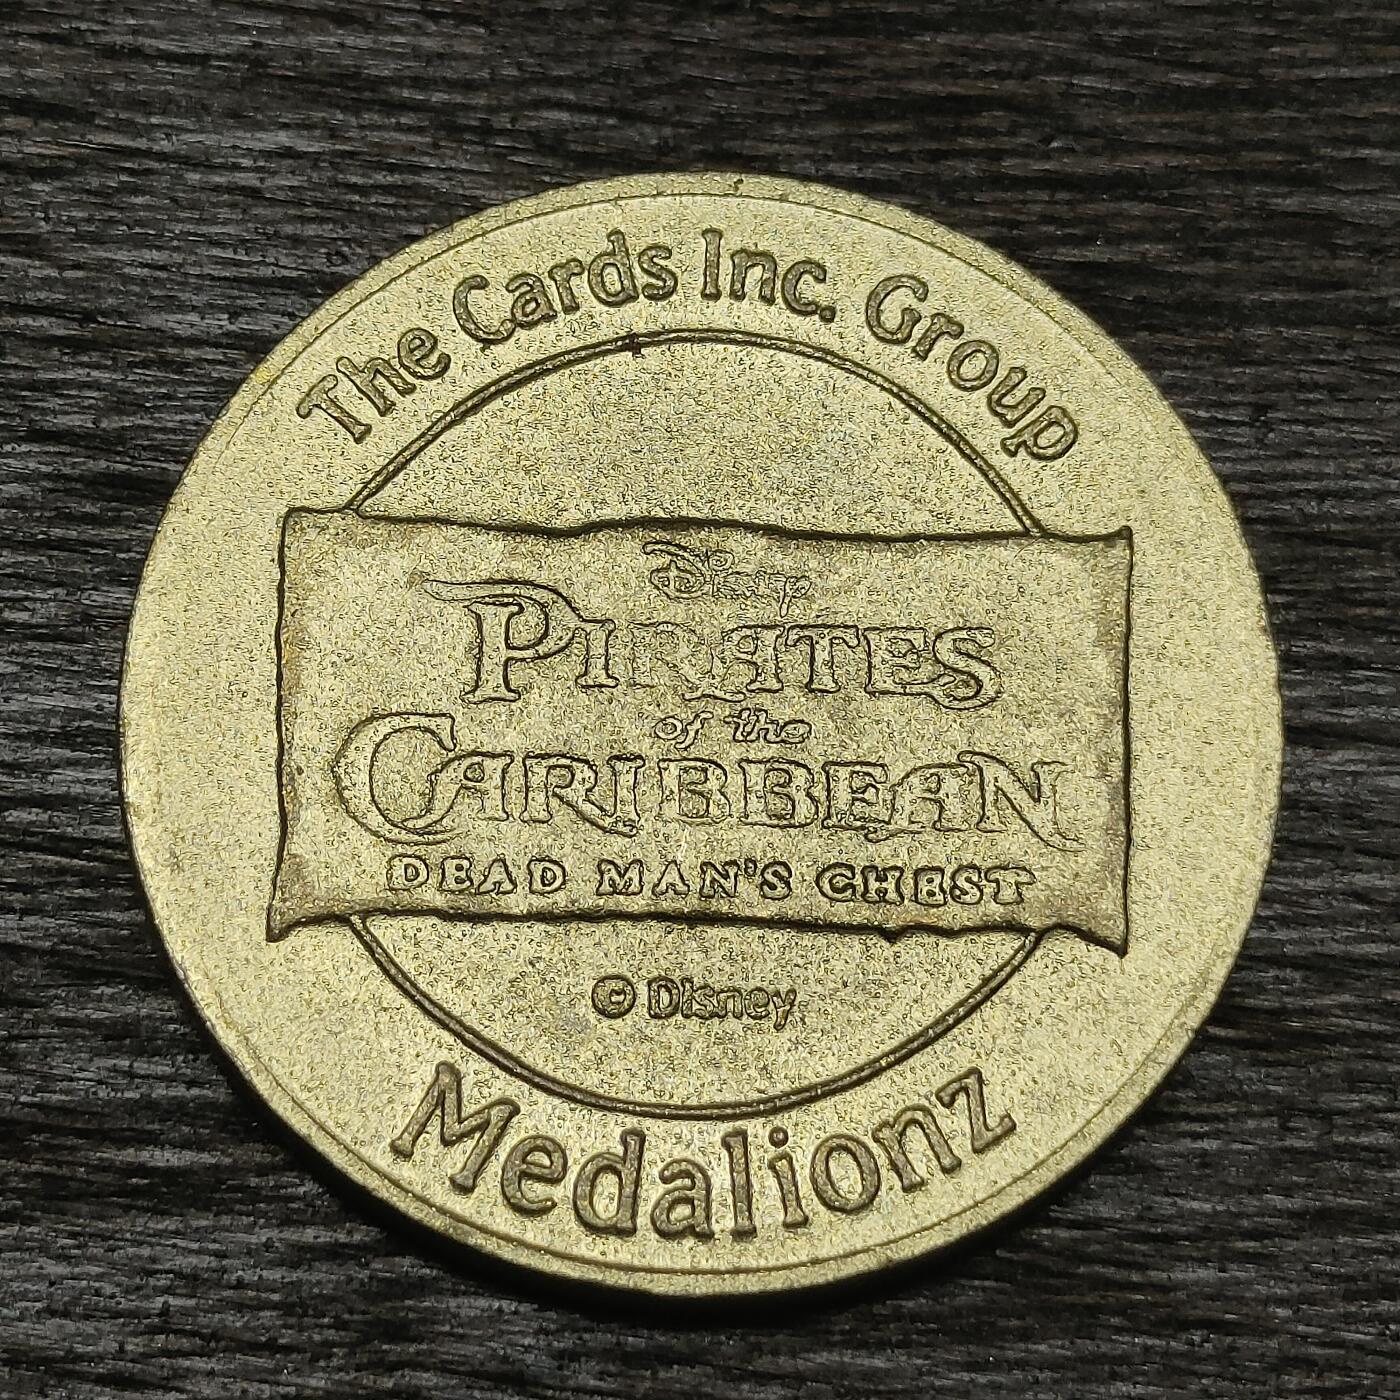 The Cards Inc. Group
Disney
PIRATES
of the
CARIBBEAN
DEAD MAN'S CHEST
© Disney
Medalionz